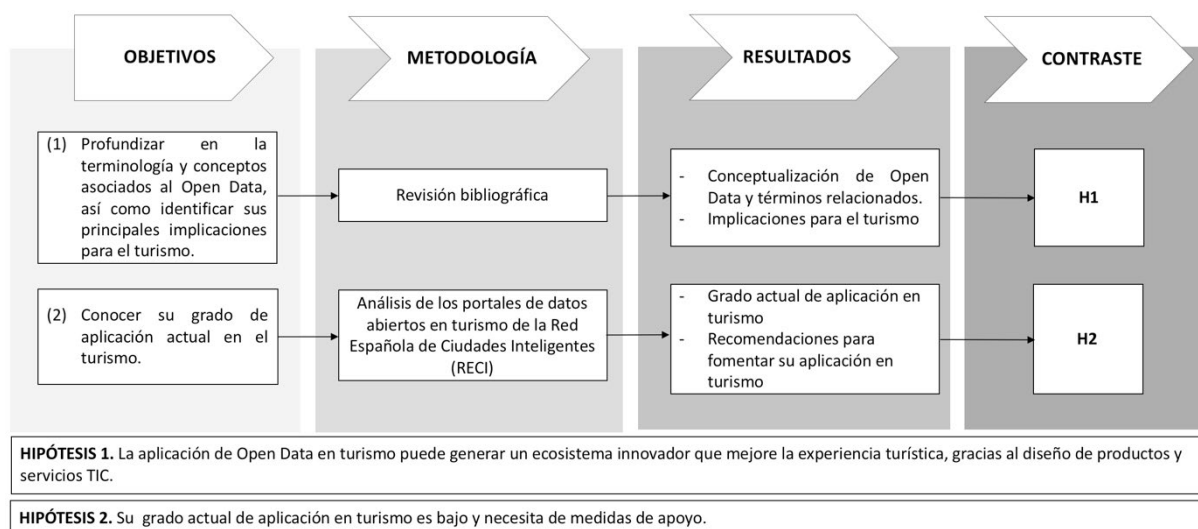 OBJETIVOS
METODOLOGÍA
RESULTADOS
CONTRASTE
(1) Profundizar en la
terminología y conceptos
asociados al Open Data,
así como identificar sus
principales implicaciones
para el turismo.
Revisión bibliográfica
- Conceptualización de Open
Data y términos relacionados.
- Implicaciones para el turismo
H1
(2) Conocer su grado de
aplicación actual en el
turismo.
Análisis de los portales de datos
abiertos en turismo de la Red
Española de Ciudades Inteligentes
(RECI)
- Grado actual de aplicación en
turismo
- Recomendaciones para
fomentar su aplicación en
turismo
H2
HIPÓTESIS 1. La aplicación de Open Data en turismo puede generar un ecosistema innovador que mejore la experiencia turística, gracias al diseño de productos y
servicios TIC.
HIPÓTESIS 2. Su grado actual de aplicación en turismo es bajo y necesita de medidas de apoyo.